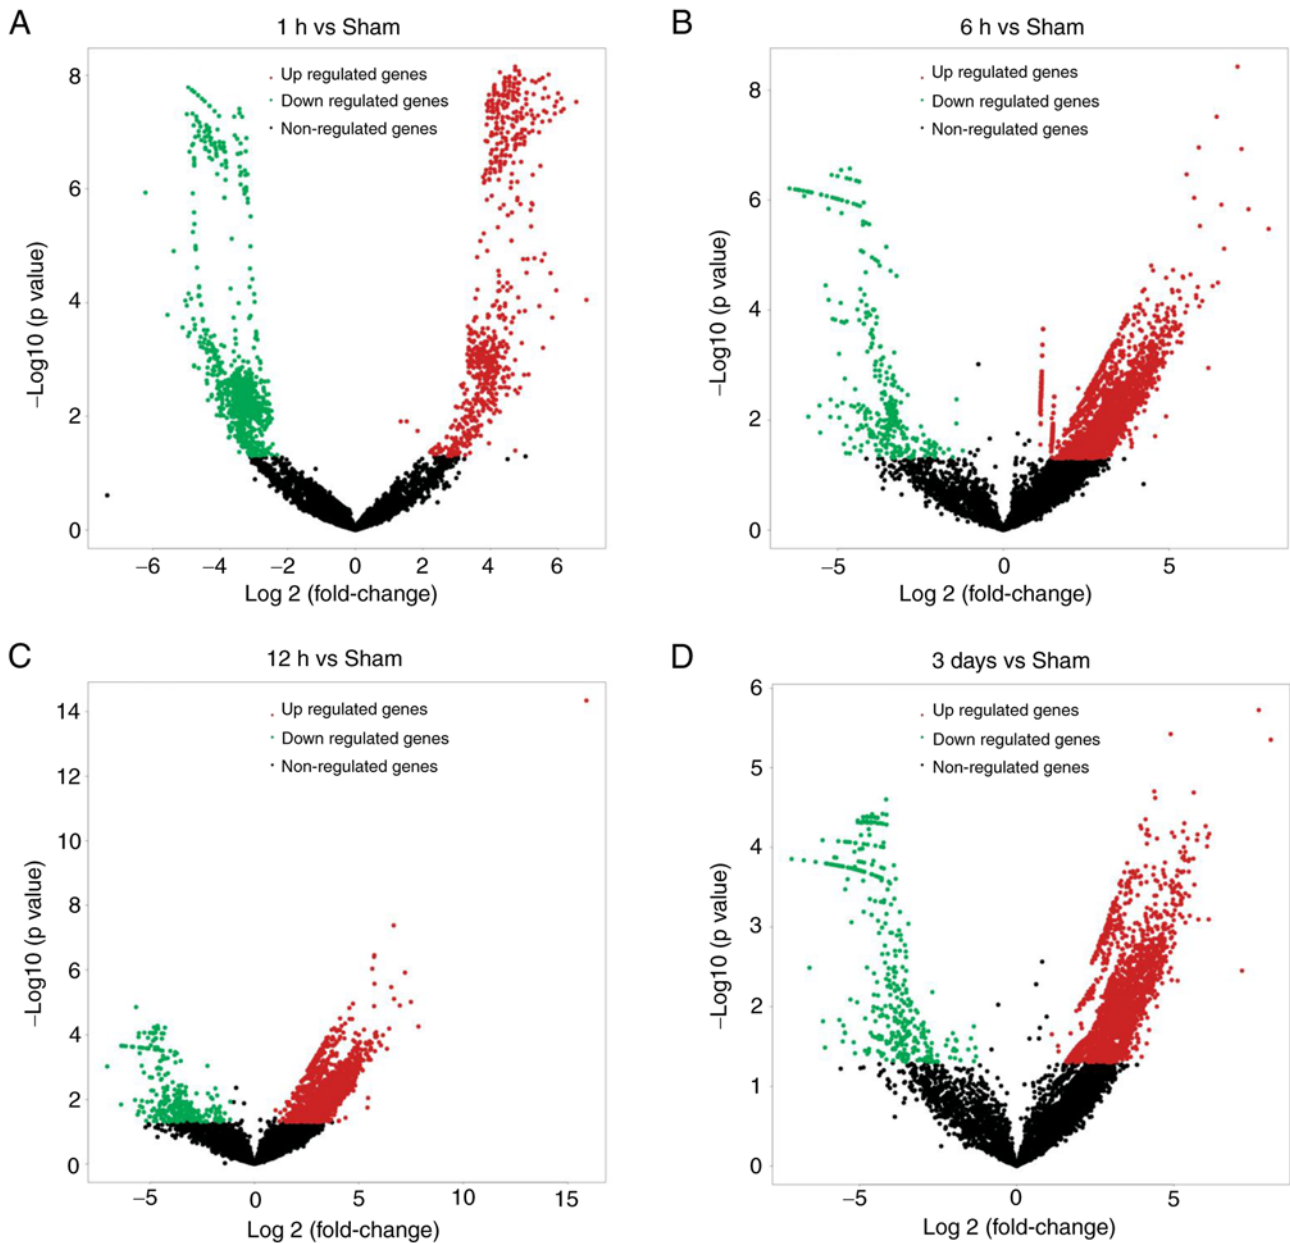 A
1 h vs Sham
Up regulated genes
Down regulated genes
Non-regulated genes
8
6
4
2
0
−Log10 (p value)
−6 −4 −2 0 2 4 6
Log 2 (fold-change)
B
6 h vs Sham
Up regulated genes
Down regulated genes
Non-regulated genes
8
6
4
2
0
−Log10 (p value)
−5 0 5
Log 2 (fold-change)
C
12 h vs Sham
Up regulated genes
Down regulated genes
Non-regulated genes
14
12
10
8
6
4
2
0
−Log10 (p value)
−5 0 5 10 15
Log 2 (fold-change)
D
3 days vs Sham
Up regulated genes
Down regulated genes
Non-regulated genes
6
5
4
3
2
1
0
−Log10 (p value)
−5 0 5
Log 2 (fold-change)